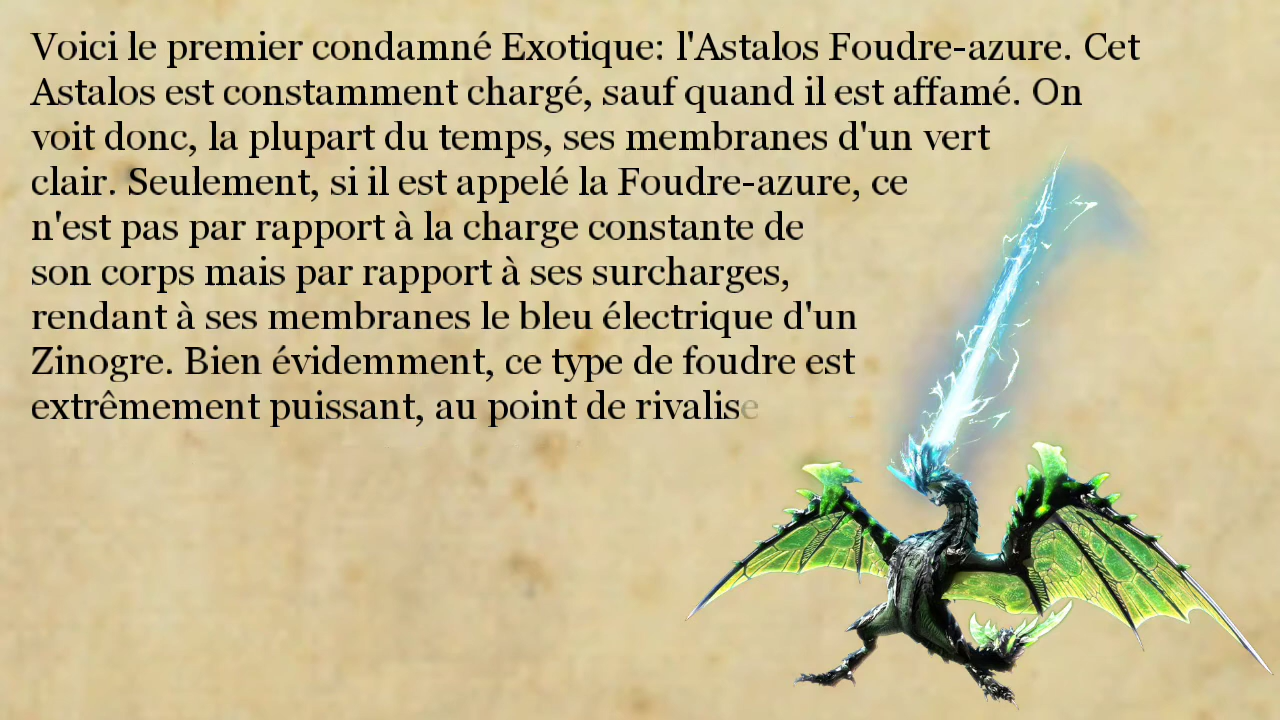 Voici le premier condamné Exotique: l'Astalos Foudre-azure. Cet
Astalos est constamment chargé, sauf quand il est affamé. On
voit donc, la plupart du temps, ses membranes d'un vert
clair. Seulement, si il est appelé la Foudre-azure, ce
n'est pas par rapport à la charge constante de
son corps mais par rapport à ses surcharges,
rendant à ses membranes le bleu électrique d'un
Zinogre. Bien évidemment, ce type de foudre est
extrêmement puissant, au point de rivalise